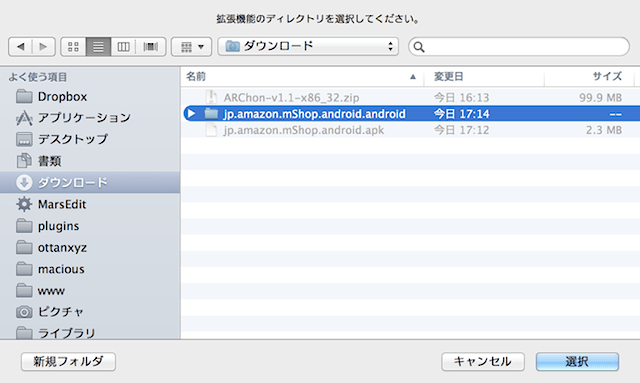 拡張機能のディレクトリを選択してください。
ダウンロード
よく使う項目
Dropbox
アプリケーション
デスクトップ
書類
ダウンロード
MarsEdit
plugins
ottanxyz
macious
www
ピクチャ
ライブラリ
名前 変更日 サイズ
ARChon-v1.1-x86_32.zip 今日 16:13 99.9 MB
jp.amazon.mShop.android.android 今日 17:14 --
jp.amazon.mShop.android.apk 今日 17:12 2.3 MB
新規フォルダ キャンセル 選択